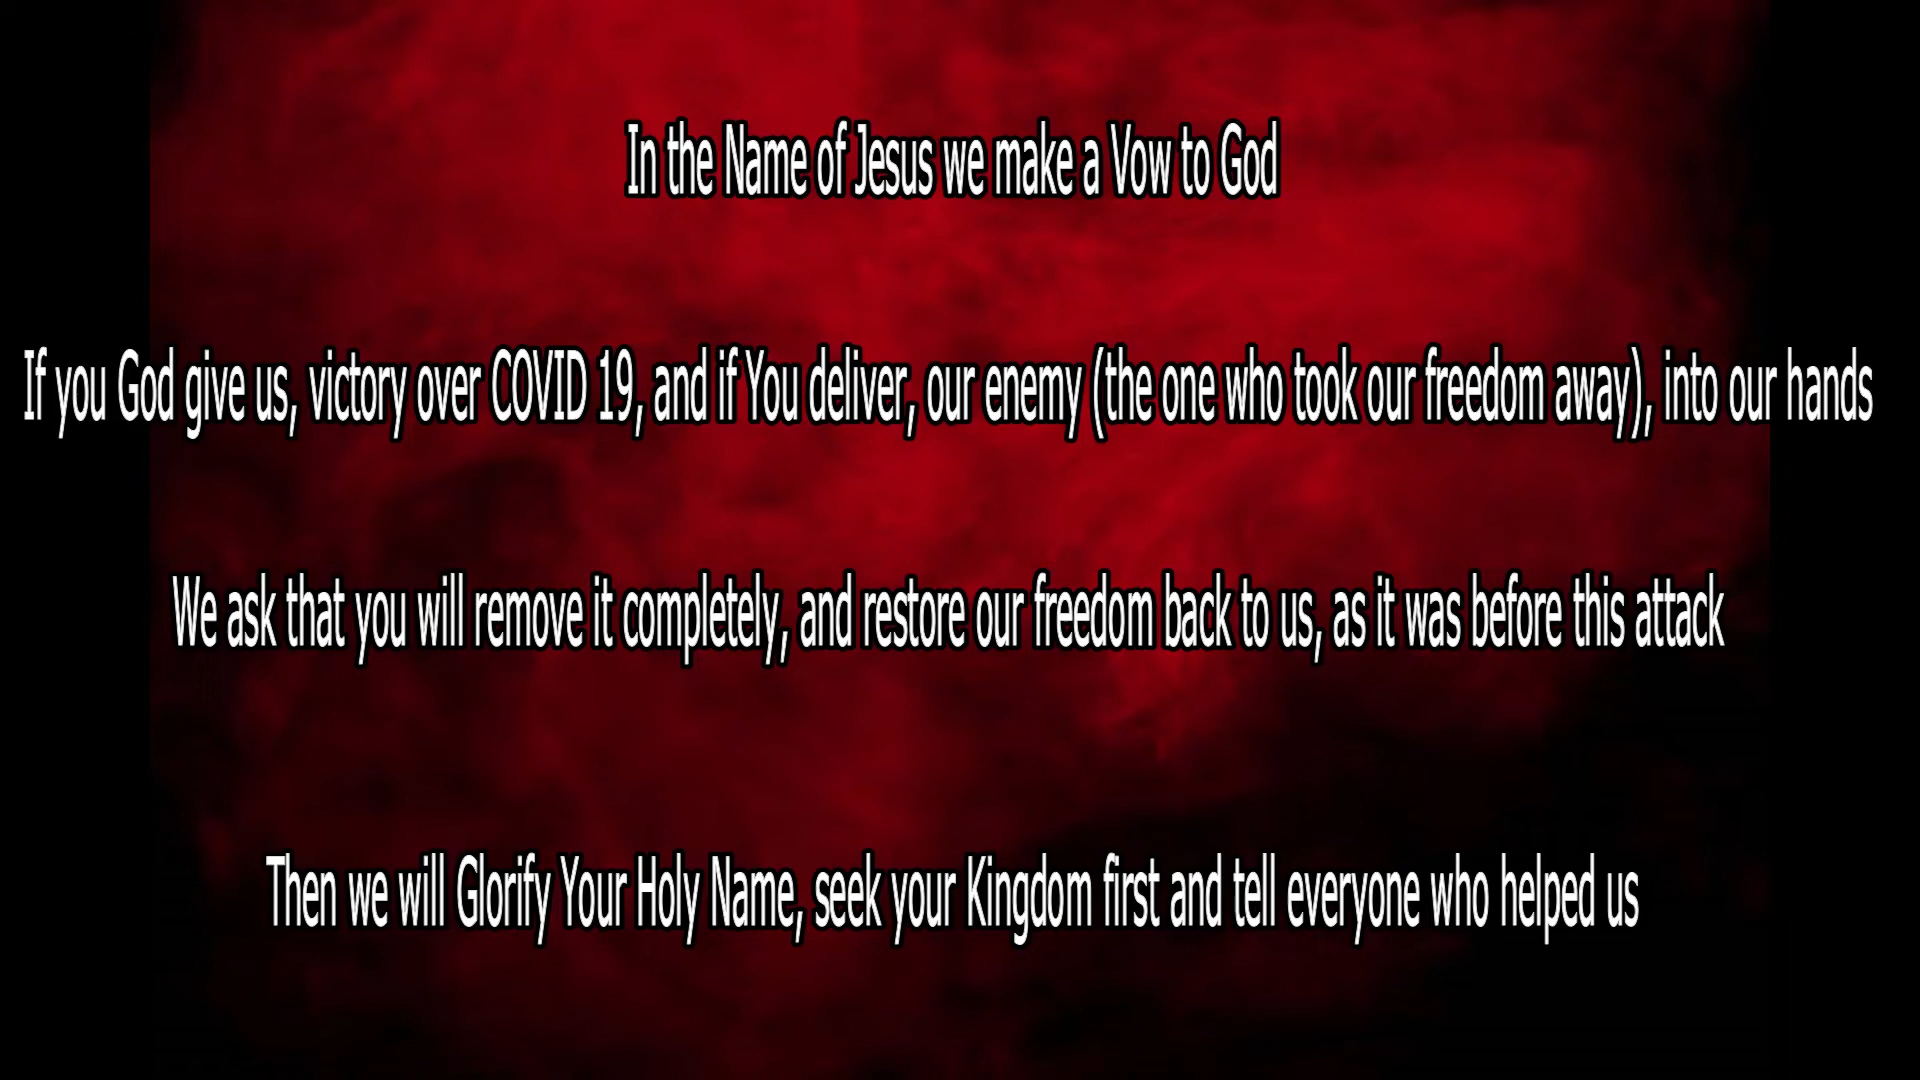 In the Name of Jesus we make a Vow to God
If you God give us, victory over COVID 19, and if You deliver, our enemy (the one who took our freedom away), into our hands
We ask that you will remove it completely, and restore our freedom back to us, as it was before this attack
Then we will Glorify Your Holy Name, seek your Kingdom first and tell everyone who helped us